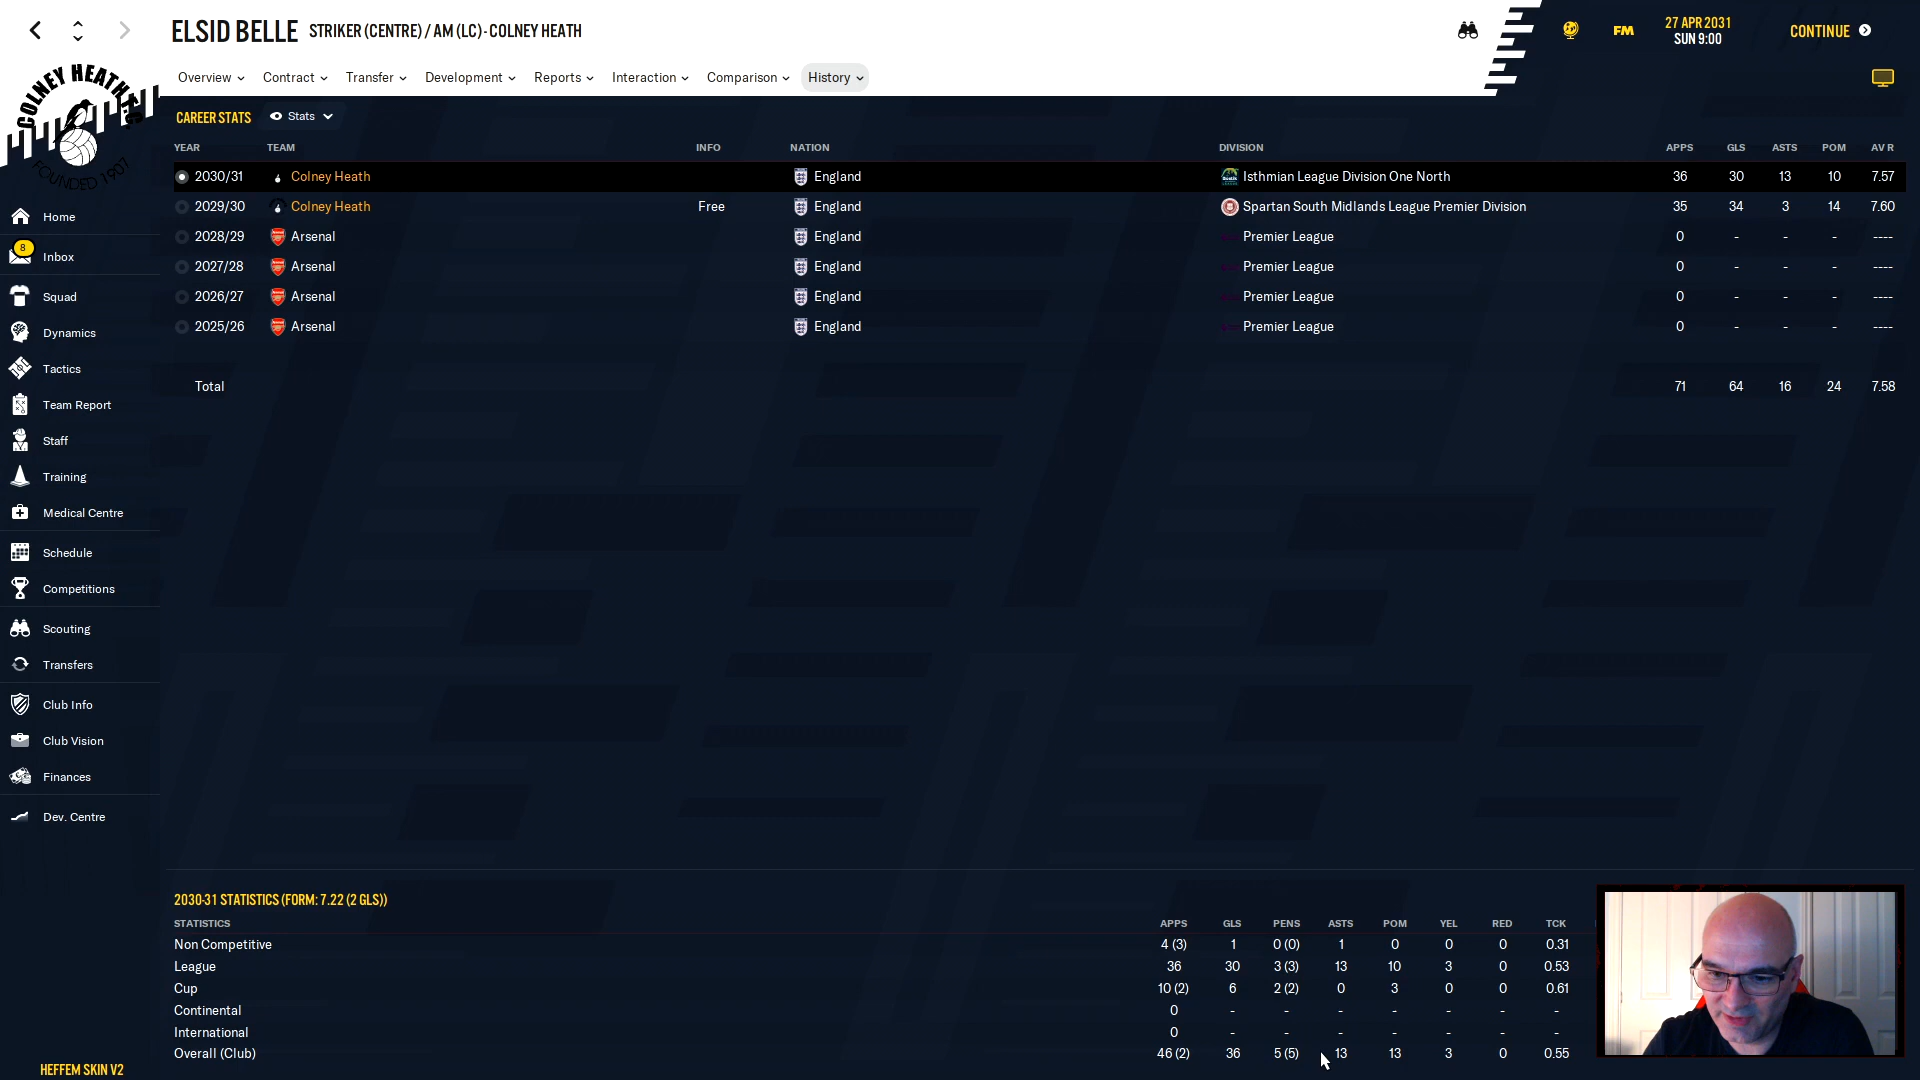 ELSID BELLE STRIKER (CENTRE) / AM (LC) - COLNEY HEATH
27 APR 2031
SUN 9:00
CONTINUE
FM
Overview Contract Transfer Development Reports Interaction Comparison History
COLNEY HEATH F.C.
FOUNDED 1907
CAREER STATS Stats
YEAR TEAM INFO NATION DIVISION APPS GLS ASTS POM AV R
2030/31 Colney Heath England Isthmian League Division One North 36 30 13 10 7.57
2029/30 Colney Heath Free England Spartan South Midlands League Premier Division 35 34 3 14 7.60
2028/29 Arsenal England Premier League 0 - - - ----
2027/28 Arsenal England Premier League 0 - - - ----
2026/27 Arsenal England Premier League 0 - - - ----
2025/26 Arsenal England Premier League 0 - - - ----
Total 71 64 16 24 7.58
Home
8
Inbox
Squad
Dynamics
Tactics
Team Report
Staff
Training
Medical Centre
Schedule
Competitions
Scouting
Transfers
Club Info
Club Vision
Finances
Dev. Centre
HEFFEM SKIN V2
2030-31 STATISTICS (FORM: 7.22 (2 GLS))
STATISTICS APPS GLS PENS ASTS POM YEL RED TCK
Non Competitive 4 (3) 1 0 (0) 1 0 0 0 0.31
League 36 30 3 (3) 13 10 3 0 0.53
Cup 10 (2) 6 2 (2) 0 3 0 0 0.61
Continental 0 - - - - - - -
International 0 - - - - - - -
Overall (Club) 46 (2) 36 5 (5) 13 13 3 0 0.55